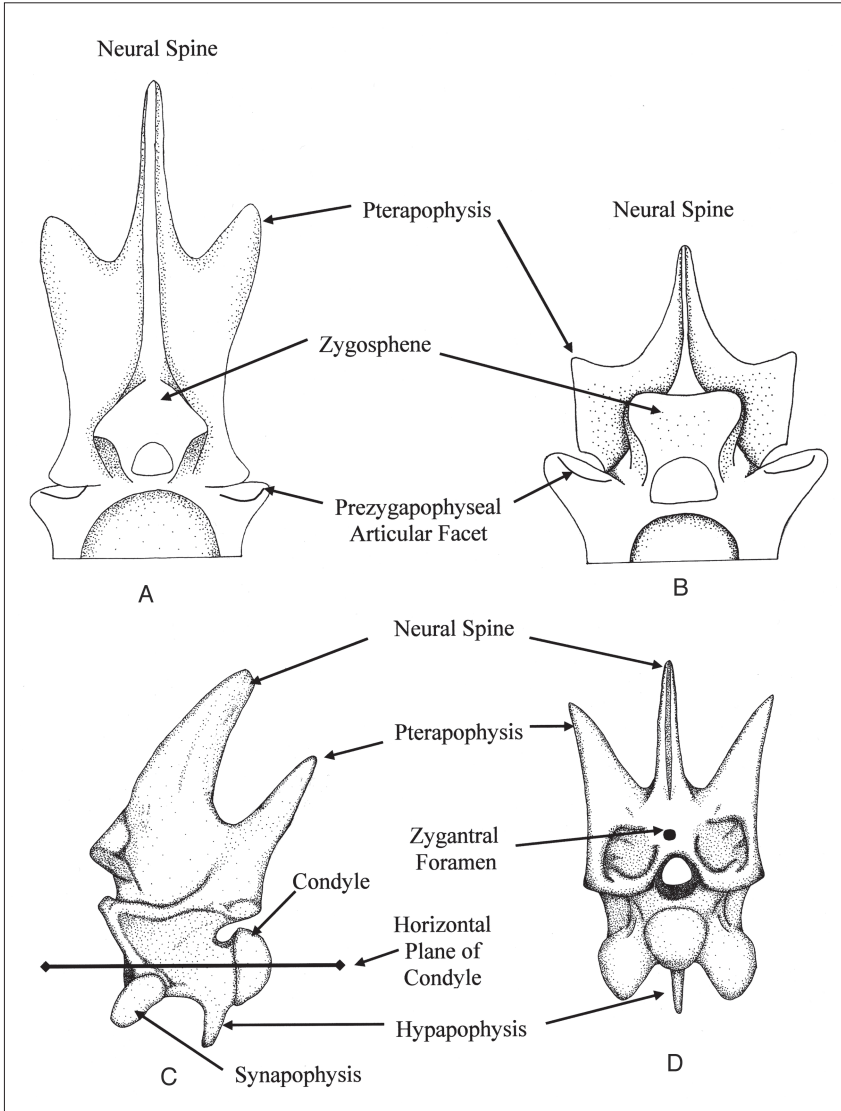 Neural Spine
Pterapophysis
Neural Spine
Zygosphene
Prezygapophyseal
Articular Facet
A
B
Neural Spine
Pterapophysis
Zygantral
Foramen
Condyle
Horizontal
Plane of
Condyle
Hypapophysis
Synapophysis
C
D